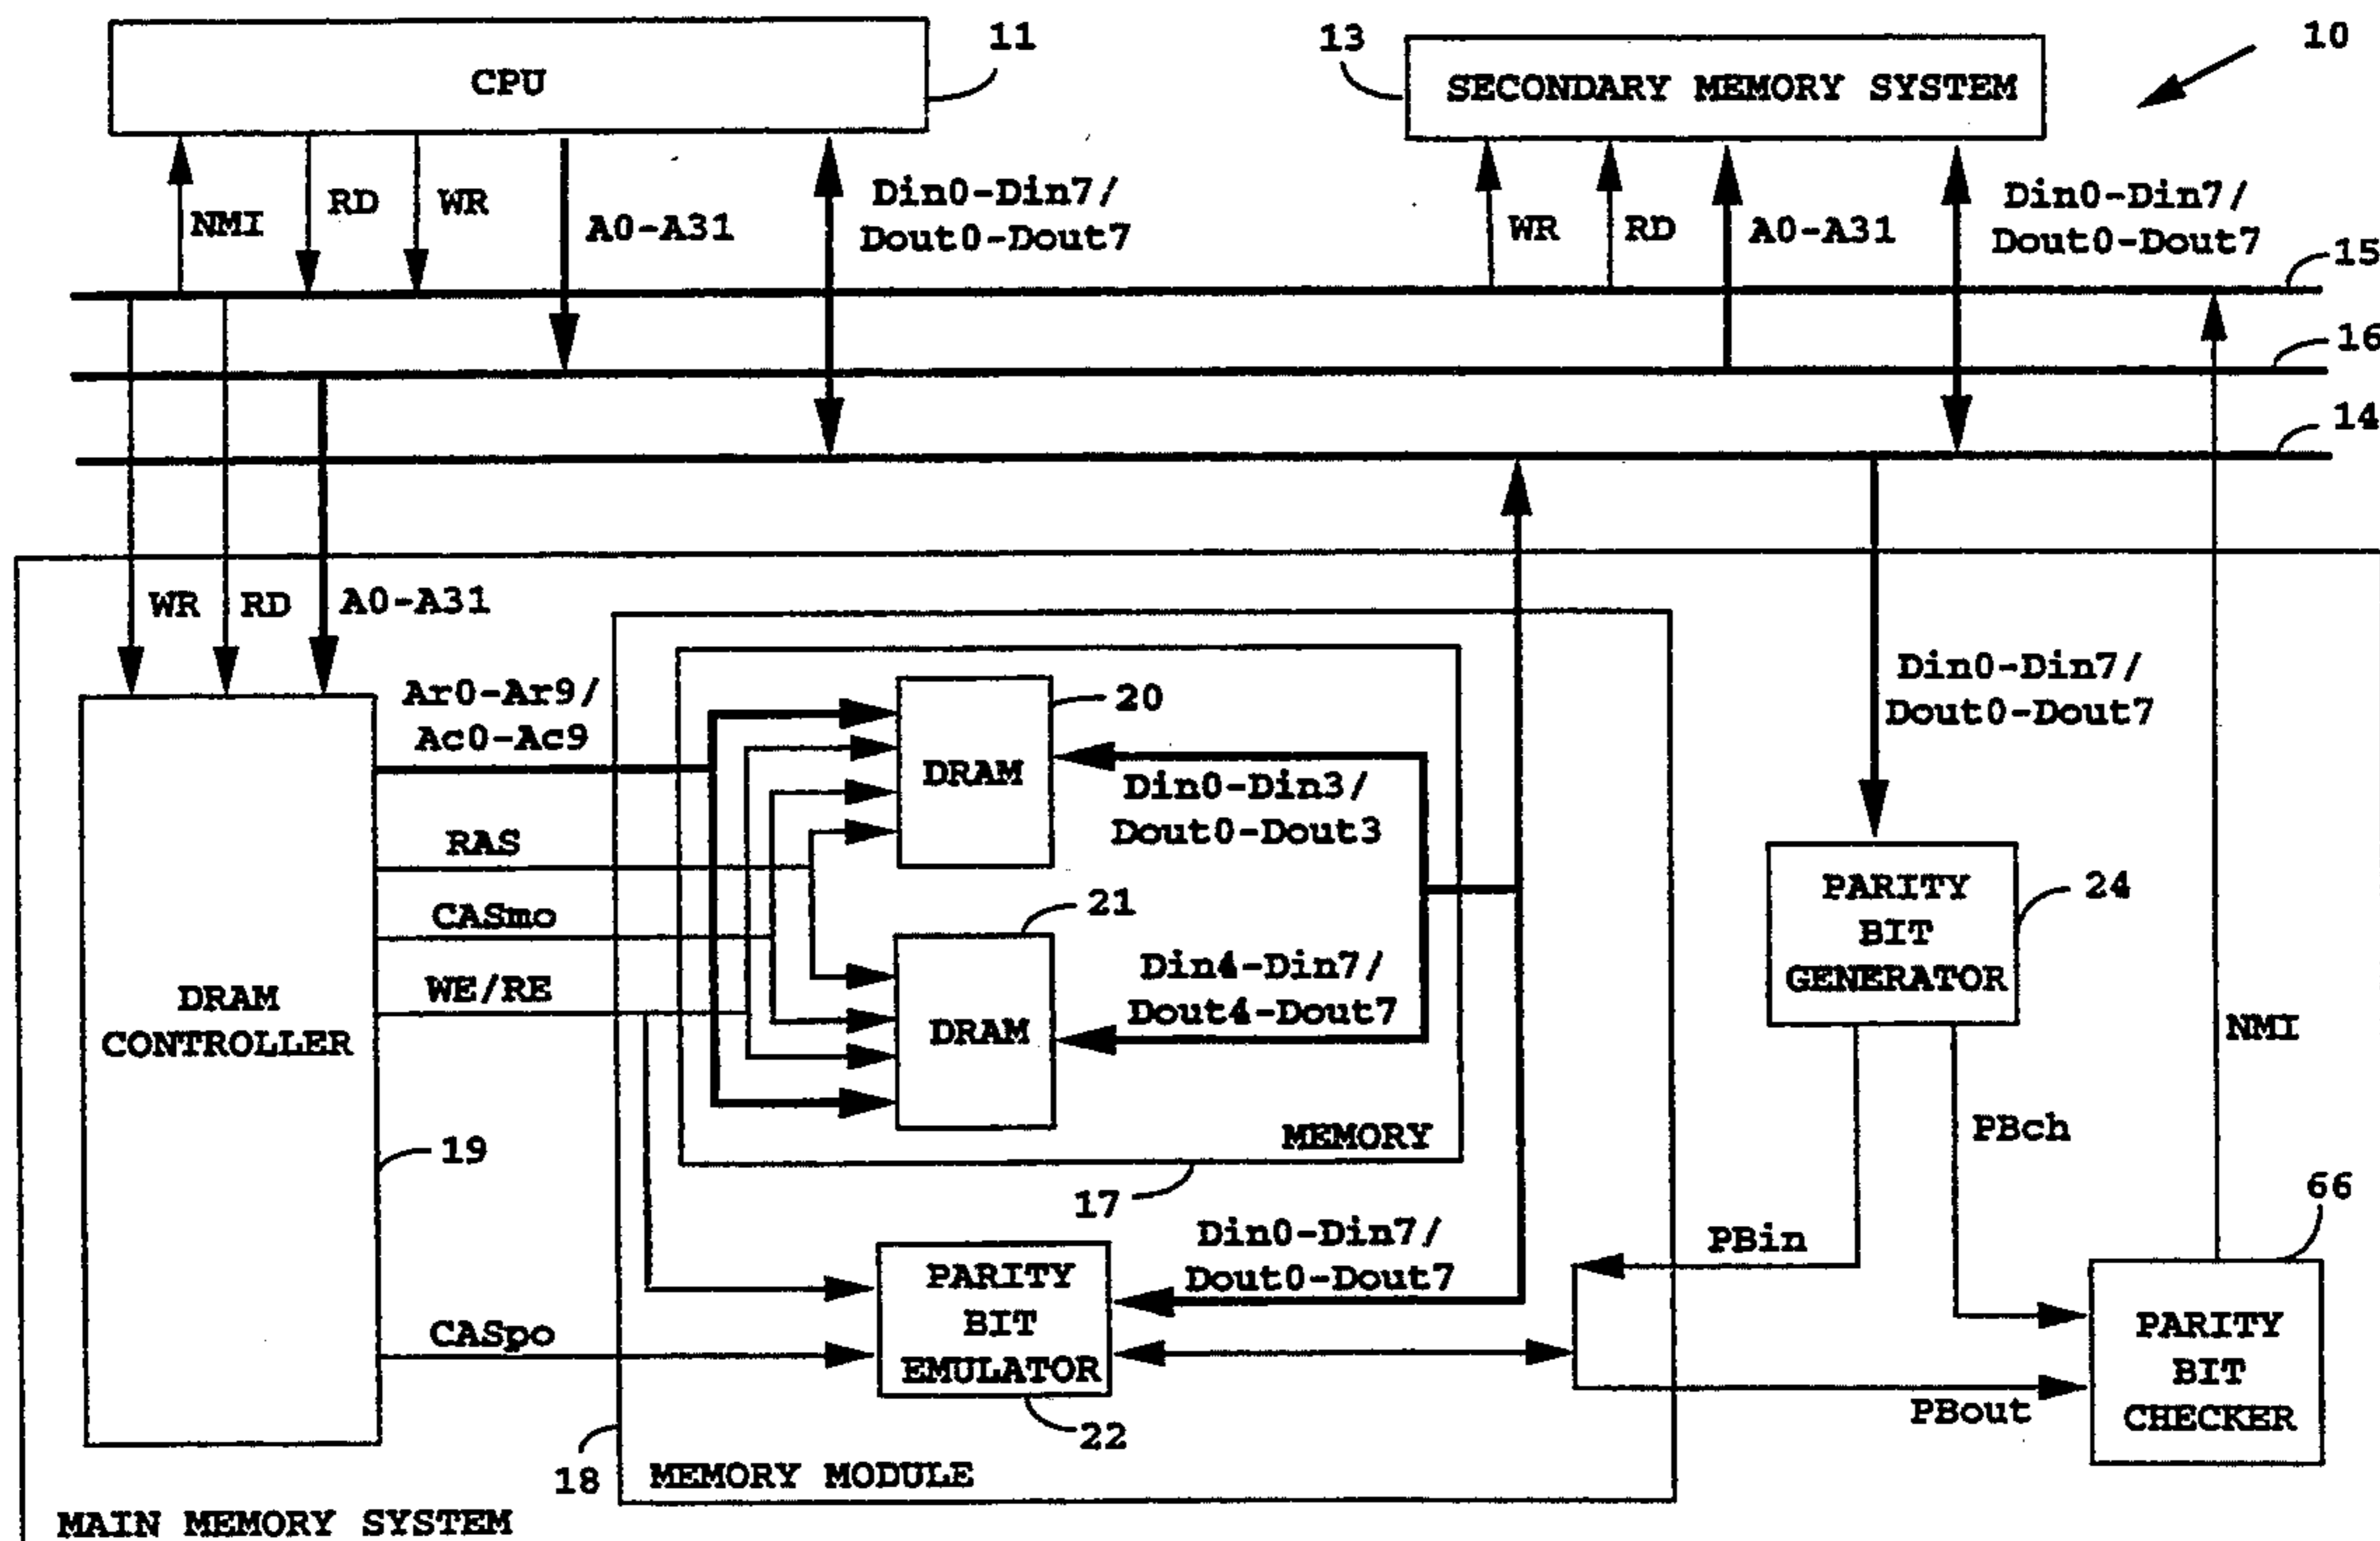 11
13
10
CPU
SECONDARY MEMORY SYSTEM
NMI
RD
WR
A0-A31
Din0-Din7/
Dout0-Dout7
WR
RD
A0-A31
Din0-Din7/
Dout0-Dout7
15
16
14
WR
RD
A0-A31
Ar0-Ar9/
Ac0-Ac9
20
DRAM
Din0-Din3/
Dout0-Dout3
Din0-Din7/
Dout0-Dout7
RAS
CASmo
WE/RE
21
DRAM
Din4-Din7/
Dout4-Dout7
PARITY
BIT
GENERATOR
24
DRAM
CONTROLLER
NMI
MEMORY
PBch
19
17
66
Din0-Din7/
Dout0-Dout7
PBin
PARITY
BIT
EMULATOR
CASpo
PARITY
BIT
CHECKER
PBout
22
18
MEMORY MODULE
MAIN MEMORY SYSTEM